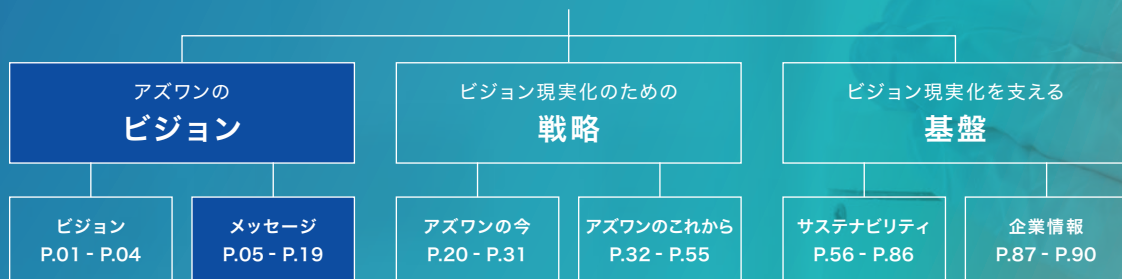 アズワンの
ビジョン
ビジョン現実化のための
戦略
ビジョン現実化を支える
基盤
ビジョン
P.01 - P.04
メッセージ
P.05 - P.19
アズワンの今
P.20 - P.31
アズワンのこれから
P.32 - P.55
サステナビリティ
P.56 - P.86
企業情報
P.87 - P.90